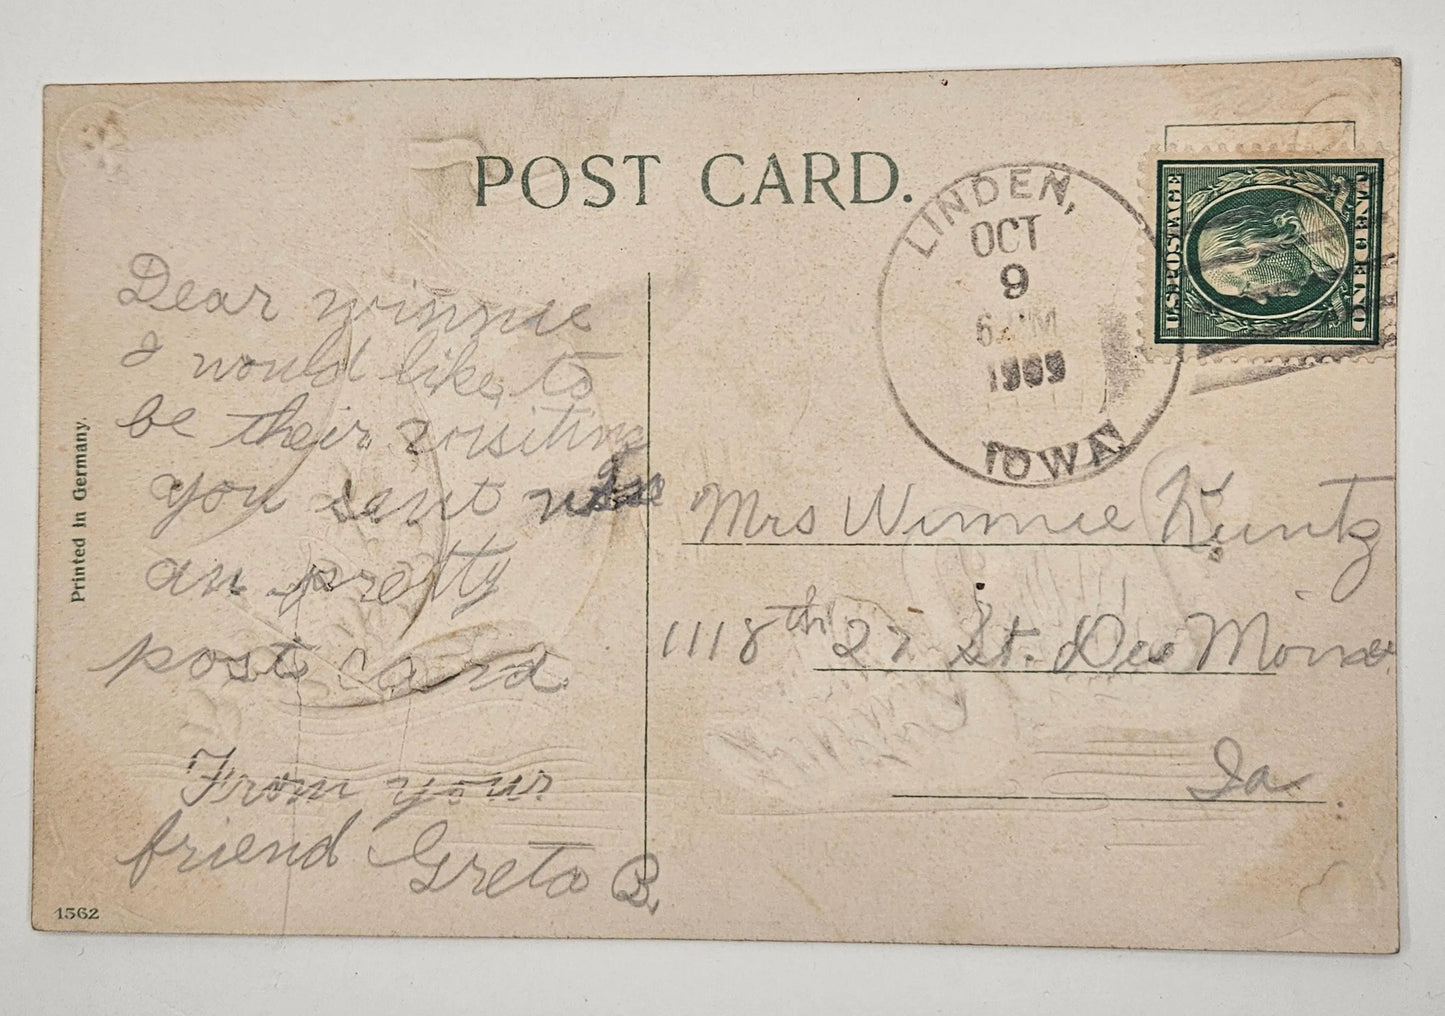 POST CARD.
LINDEN,
OCT
9
6 M
1909
IOWA
U.S. POSTAGE
ONE CENT
Dear winnie
I would like to
be their visiting
you sent
an pretty
post card.
From your
friend Greta B.
Mrs Winnie Kuntz
1118th 27 St. Des Moines
Ia
Printed in Germany.
1562